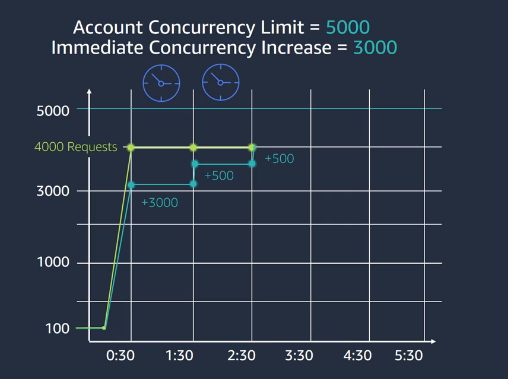 Account Concurrency Limit = 5000
Immediate Concurrency Increase = 3000
5000
4000 Requests
+500
+500
3000
+3000
1000
100
0:30 1:30 2:30 3:30 4:30 5:30